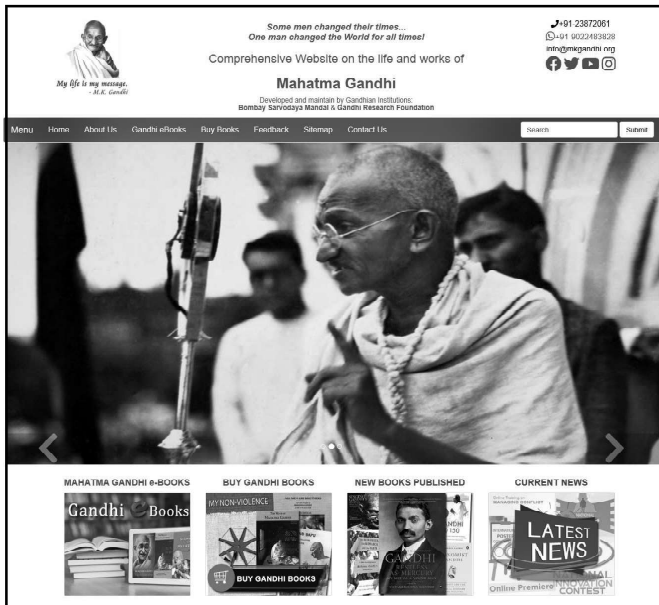 Some men changed their times...
One man changed the World for all times!
Comprehensive Website on the life and works of
Mahatma Gandhi
Developed and maintain by Gandhian Institutions:
Bombay Sarvodaya Mandal & Gandhi Research Foundation
My life is my message.
- M.K. Gandhi
+91-23872061
+91-9022483828
info@mkgandhi.org
Menu Home About Us Gandhi eBooks Buy Books Feedback Sitemap Contact Us Search Submit
MAHATMA GANDHI e-BOOKS BUY GANDHI BOOKS NEW BOOKS PUBLISHED CURRENT NEWS
Gandhi e Books
MY NON-VIOLENCE
BUY GANDHI BOOKS
GANDHI
LATEST
NEWS
Online Premiere
INNOVATION
CONTEST